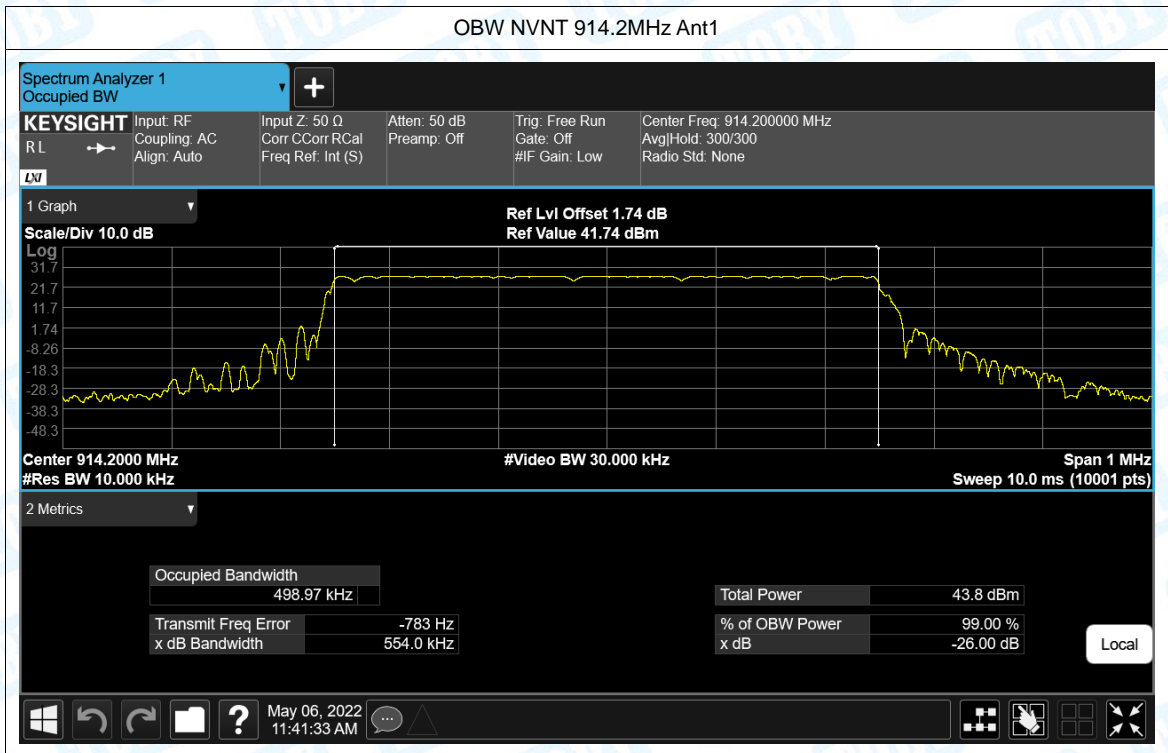 OBW NVNT 914.2MHz Ant1
Spectrum Analyzer 1
Occupied BW
KEYSIGHT
R L
LXI
Input: RF
Coupling: AC
Align: Auto
Input Z: 50 Ω
Corr CCorr RCal
Freq Ref: Int (S)
Atten: 50 dB
Preamp: Off
Trig: Free Run
Gate: Off
#IF Gain: Low
Center Freq: 914.200000 MHz
Avg|Hold: 300/300
Radio Std: None
1 Graph
Scale/Div 10.0 dB
Ref Lvl Offset 1.74 dB
Ref Value 41.74 dBm
Log
31.7
21.7
11.7
1.74
-8.26
-18.3
-28.3
-38.3
-48.3
Center 914.2000 MHz
#Res BW 10.000 kHz
#Video BW 30.000 kHz
Span 1 MHz
Sweep 10.0 ms (10001 pts)
2 Metrics
Occupied Bandwidth
498.97 kHz
Transmit Freq Error -783 Hz
x dB Bandwidth 554.0 kHz
Total Power 43.8 dBm
% of OBW Power 99.00 %
x dB -26.00 dB
Local
?
May 06, 2022
11:41:33 AM
TOBY